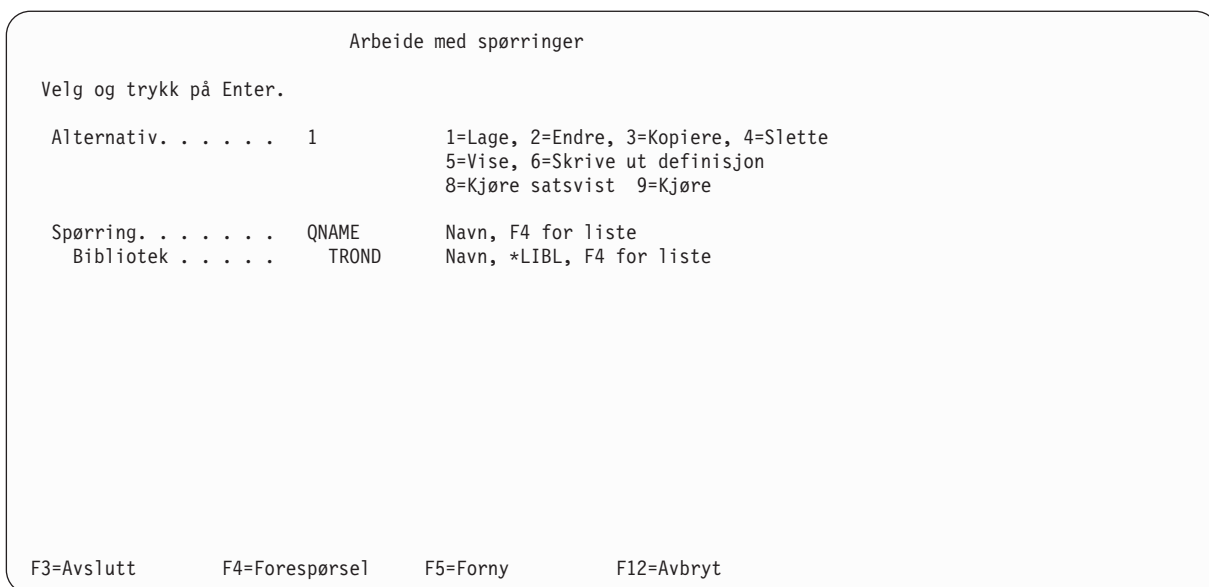 Arbeide med spørringer
Velg og trykk på Enter.
Alternativ. . . . . . 1 1=Lage, 2=Endre, 3=Kopiere, 4=Slette
5=Vise, 6=Skrive ut definisjon
8=Kjøre satsvist 9=Kjøre
Spørring. . . . . . . QNAME Navn, F4 for liste
Bibliotek . . . . . TROND Navn, *LIBL, F4 for liste
F3=Avslutt F4=Forespørsel F5=Forny F12=Avbryt